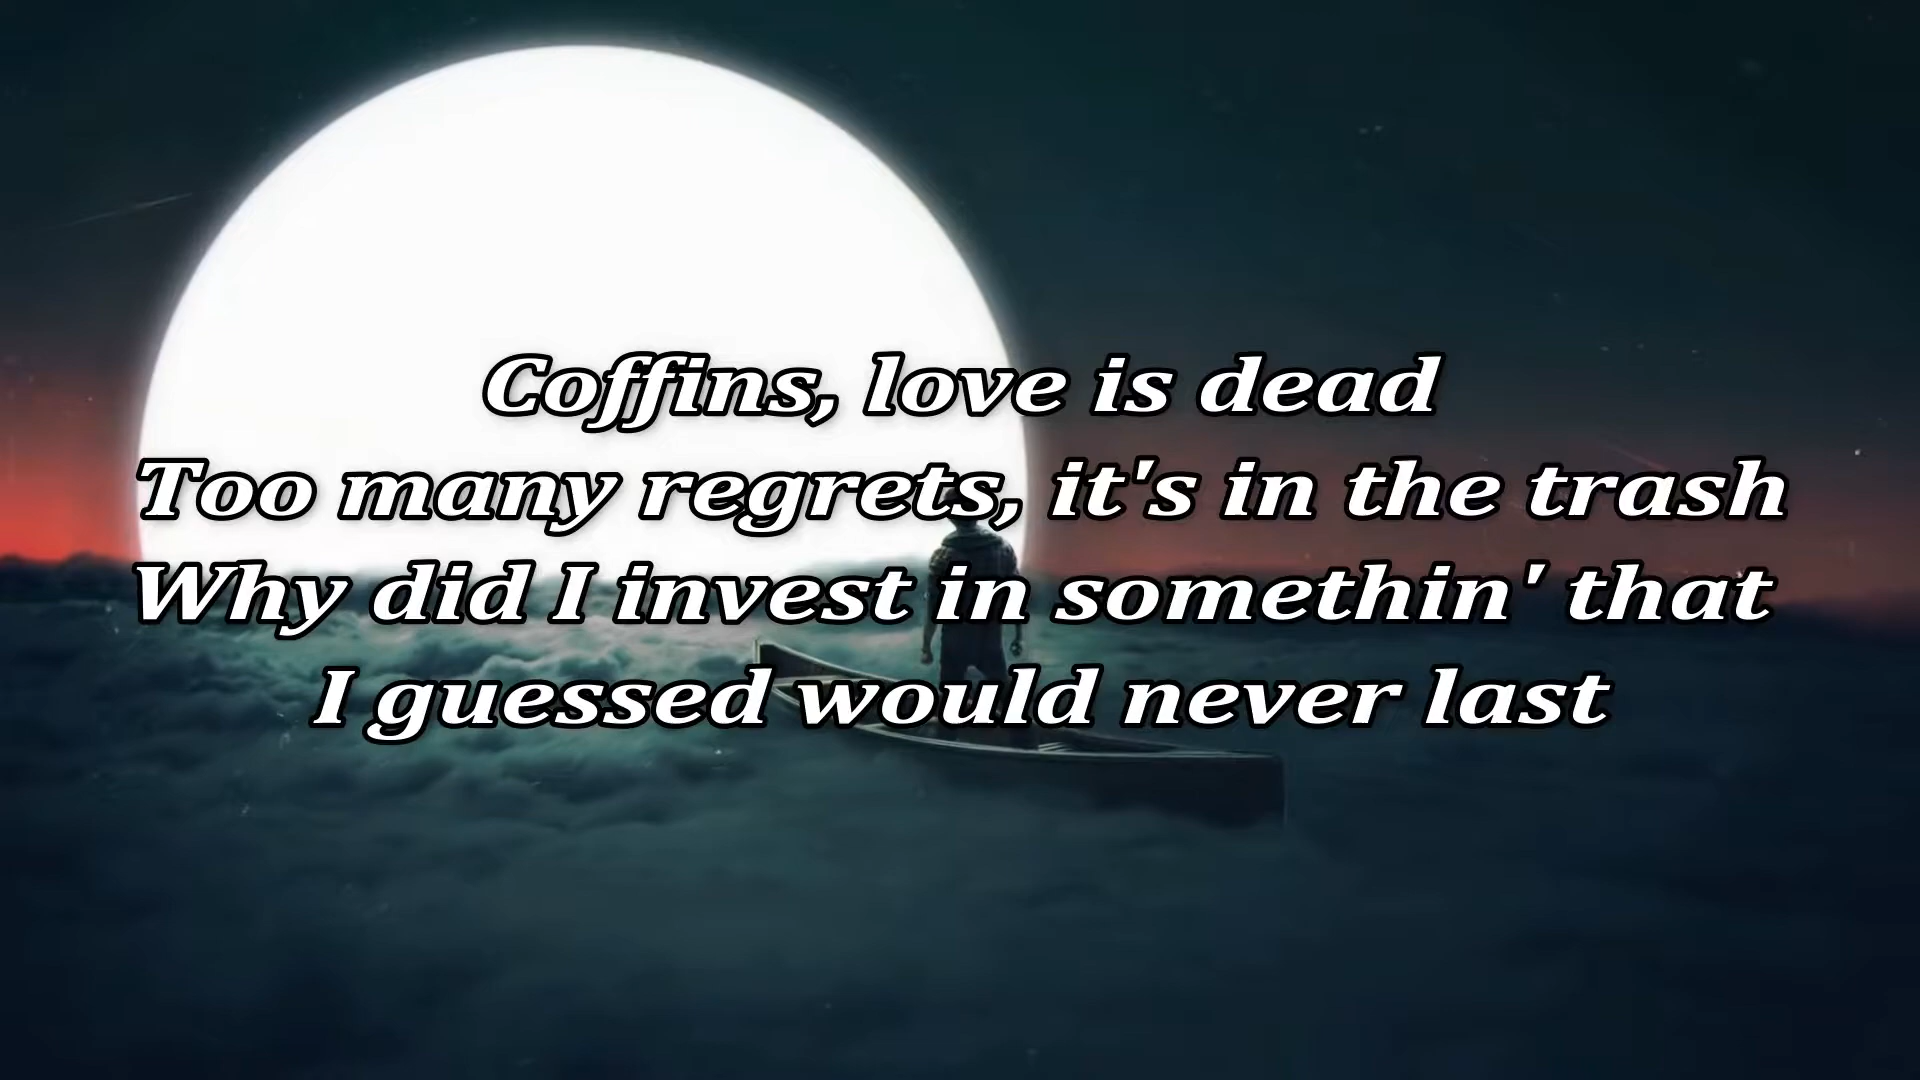 Coffins, love is dead
Too many regrets, it's in the trash
Why did I invest in somethin' that
I guessed would never last